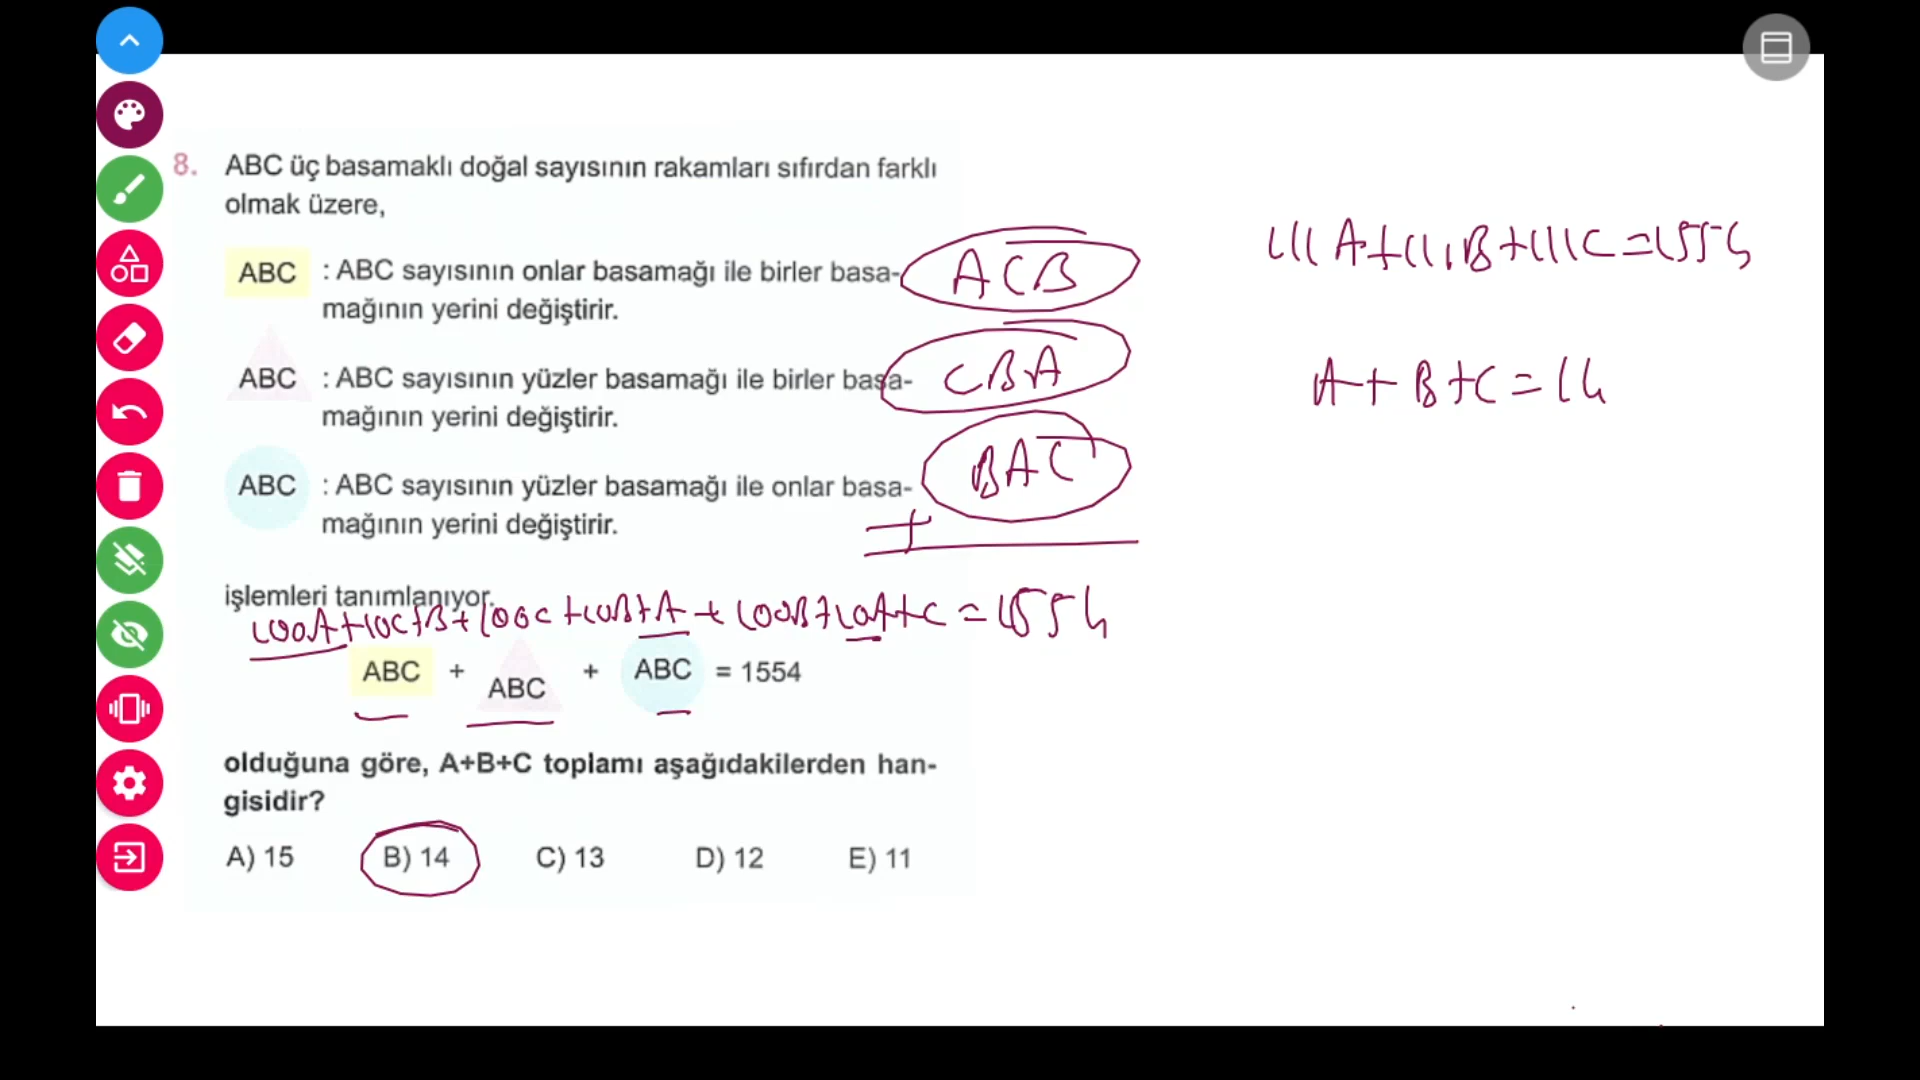 8. ABC üç basamaklı doğal sayısının rakamları sıfırdan farklı
olmak üzere,
ABC : ABC sayısının onlar basamağı ile birler basa-
mağının yerini değiştirir.
ACB
ABC : ABC sayısının yüzler basamağı ile birler basa-
mağının yerini değiştirir.
CBA
ABC : ABC sayısının yüzler basamağı ile onlar basa-
mağının yerini değiştirir.
BAC
+
işlemleri tanımlanıyor.
100A+10C+B+100C+10B+A+100B+10A+C=1554
ABC + ABC + ABC = 1554
olduğuna göre, A+B+C toplamı aşağıdakilerden han-
gisidir?
A) 15 B) 14 C) 13 D) 12 E) 11
111A+111B+111C=1554
A+B+C=14